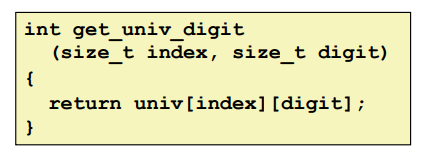 int get_univ_digit
  (size_t index, size_t digit)
{
  return univ[index][digit];
}